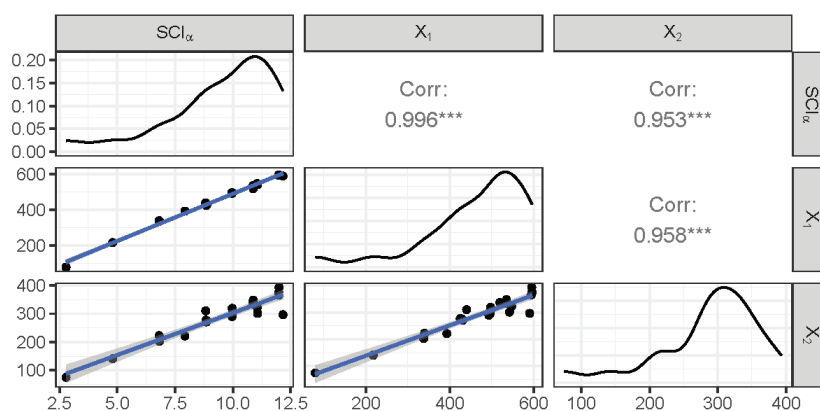 SCIα X₁ X₂
0.20
0.15
0.10
0.05
0.00
Corr:
0.996***
Corr:
0.953***
SCIα
600
400
200
Corr:
0.958***
X₁
400
300
200
100
X₂
2.5 5.0 7.5 10.0 12.5 200 400 600 100 200 300 400